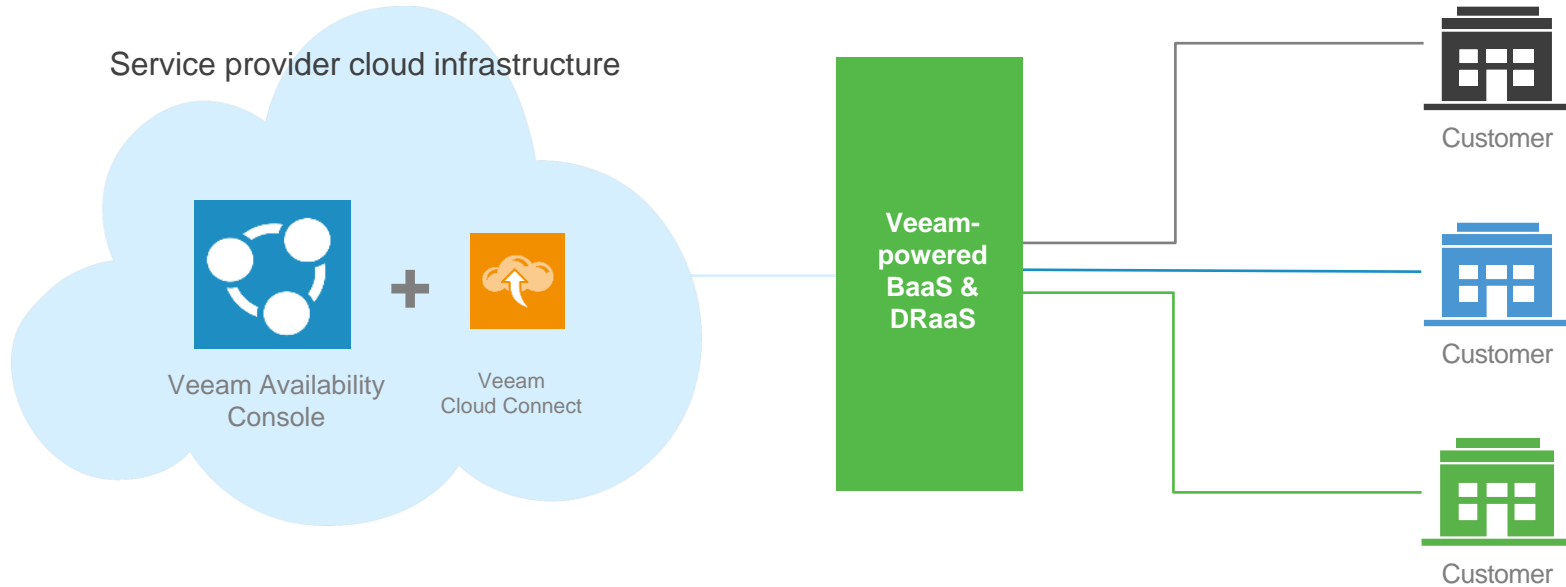 Service provider cloud infrastructure
Veeam Availability
Console
Veeam
Cloud Connect
Veeam-
powered
BaaS &
DRaaS
Customer
Customer
Customer